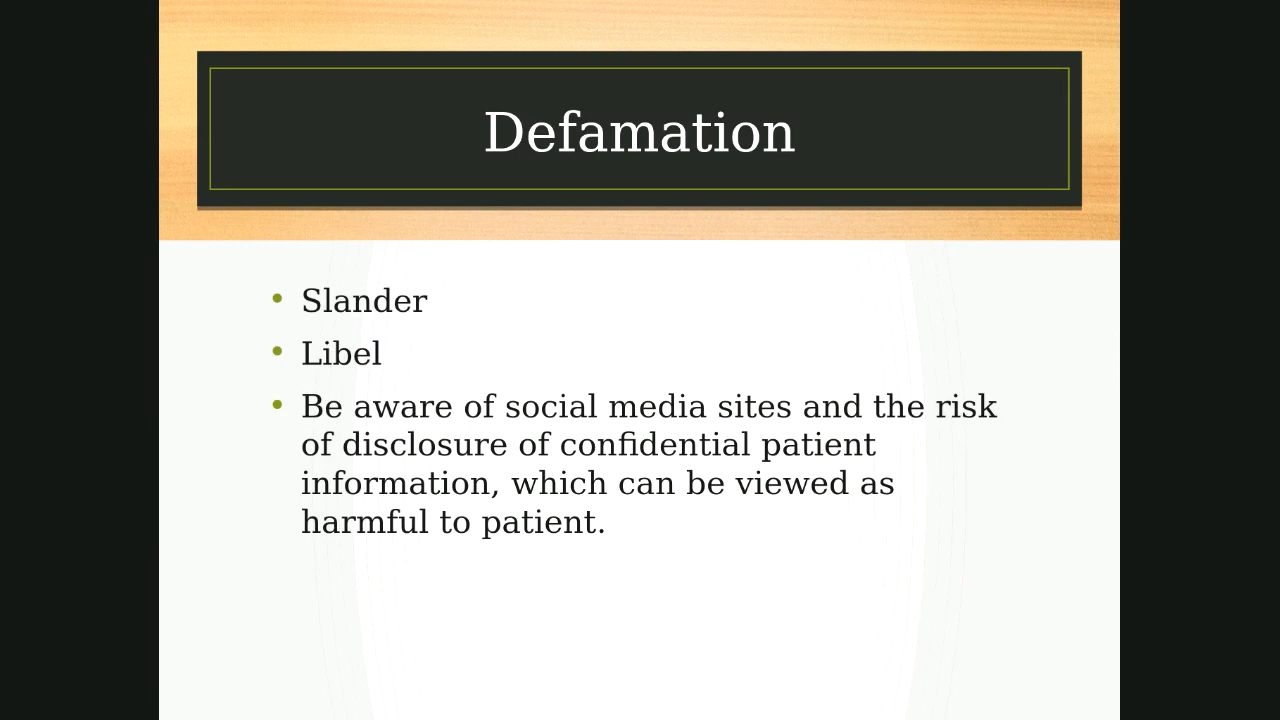 Defamation
• Slander
• Libel
• Be aware of social media sites and the risk
of disclosure of confidential patient
information, which can be viewed as
harmful to patient.